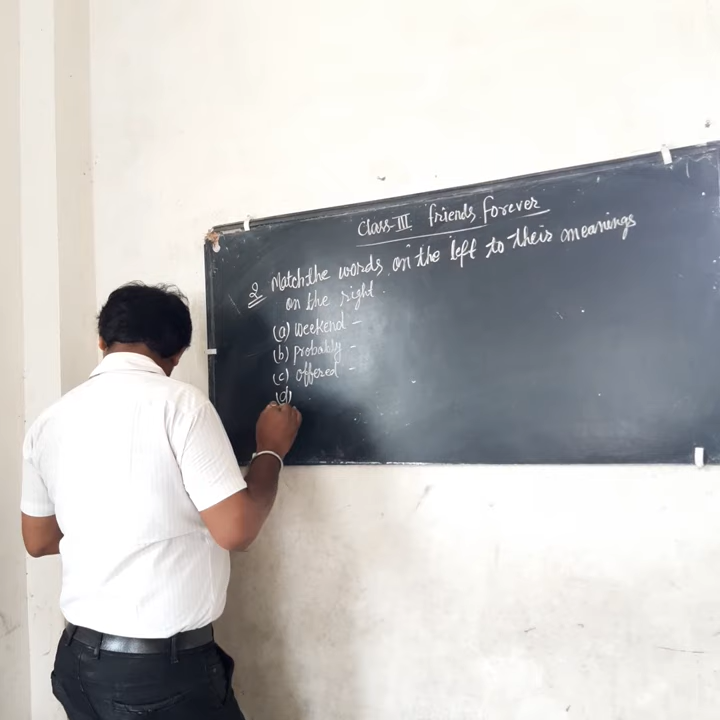 Class-III. friends forever
2 Match the words on the left to their meanings
on the right.
(a) weekend -
(b) probably -
(c) offered -
(d)